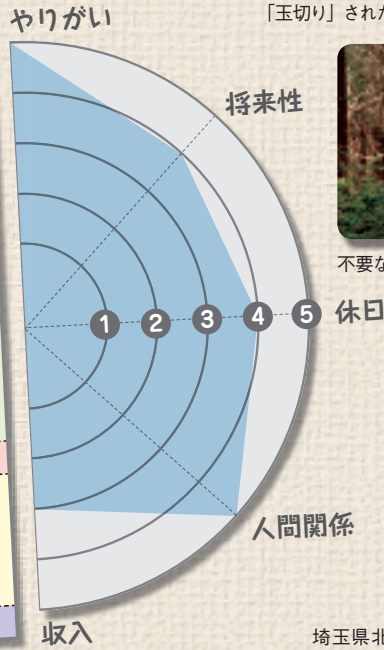 やりがい
「玉切り」された
将来性
不要な
1 2 3 4 5 休日
人間関係
収入
埼玉県北